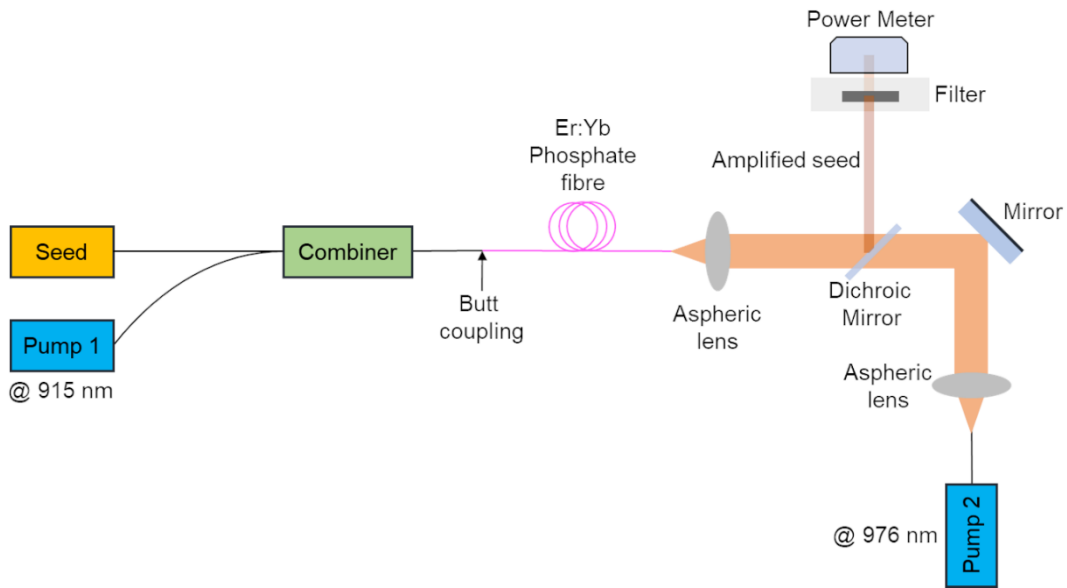 Power Meter
Filter
Er:Yb
Phosphate
fibre
Amplified seed
Mirror
Seed
Combiner
Dichroic
Mirror
Butt
coupling
Aspheric
lens
Pump 1
@ 915 nm
Aspheric
lens
Pump 2
@ 976 nm